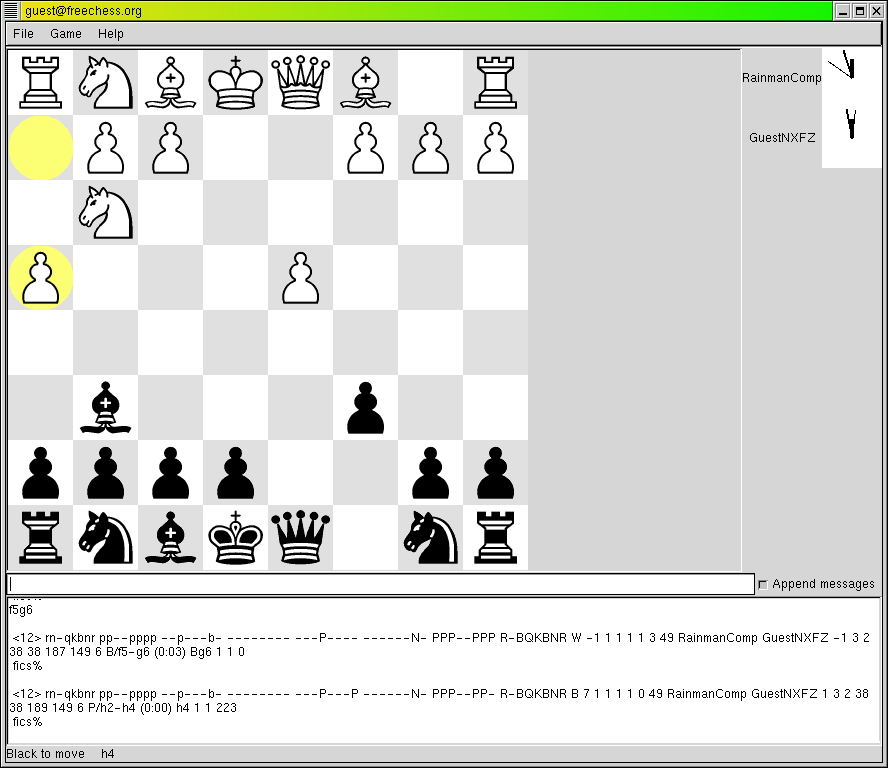 guest@freechess.org
File Game Help
RainmanComp
GuestNXFZ
Append messages
f5g6
<12> rn-qkbnr pp--pppp --p---b- -------- ---P---- ------N- PPP--PPP R-BQKBNR W -1 1 1 1 1 3 49 RainmanComp GuestNXFZ -1 3 2
38 38 187 149 6 B/f5-g6 (0:03) Bg6 1 1 0
fics%
<12> rn-qkbnr pp--pppp --p---b- -------- ---P---P ------N- PPP--PP- R-BQKBNR B 7 1 1 1 1 0 49 RainmanComp GuestNXFZ 1 3 2 38
38 189 149 6 P/h2-h4 (0:00) h4 1 1 223
fics%
Black to move h4